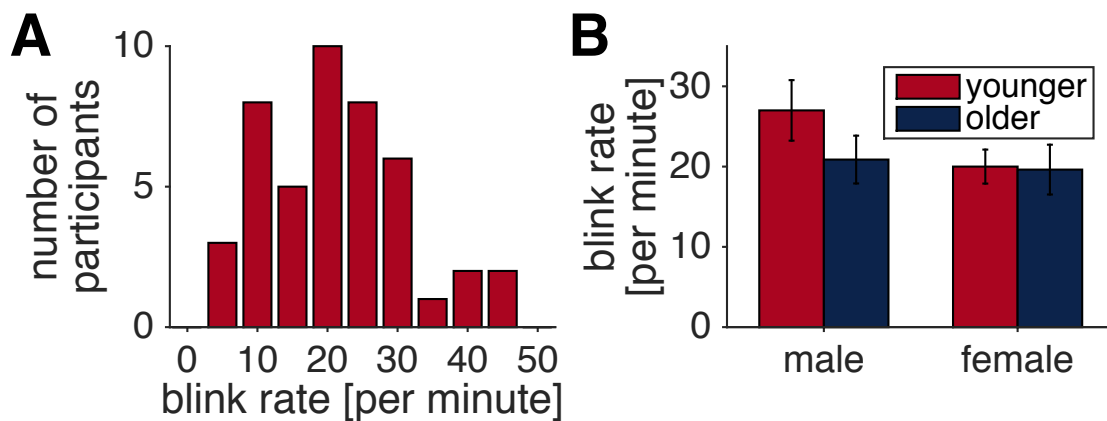 A
number of
participants
10
5
0
0 10 20 30 40 50
blink rate [per minute]
B
blink rate
[per minute]
30
20
10
0
younger
older
male female